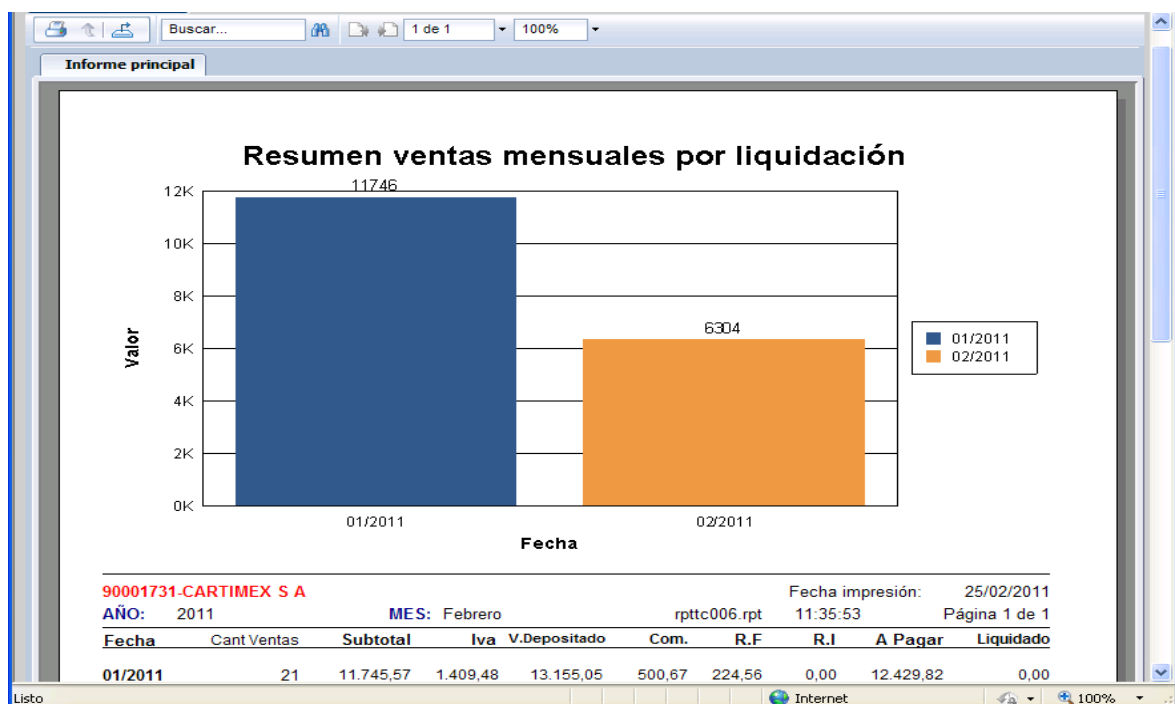 Buscar... 1 de 1 100%
Informe principal
Resumen ventas mensuales por liquidación
11746
12K
10K
8K
6304
6K
4K
2K
0K
Valor
01/2011
02/2011
01/2011 02/2011
Fecha
90001731-CARTIMEX S A Fecha impresión: 25/02/2011
AÑO: 2011 MES: Febrero rpttc006.rpt 11:35:53 Página 1 de 1
Fecha Cant Ventas Subtotal Iva V.Depositado Com. R.F R.I A Pagar Liquidado
01/2011 21 11.745,57 1.409,48 13.155,05 500,67 224,56 0,00 12.429,82 0,00
Listo Internet 100%